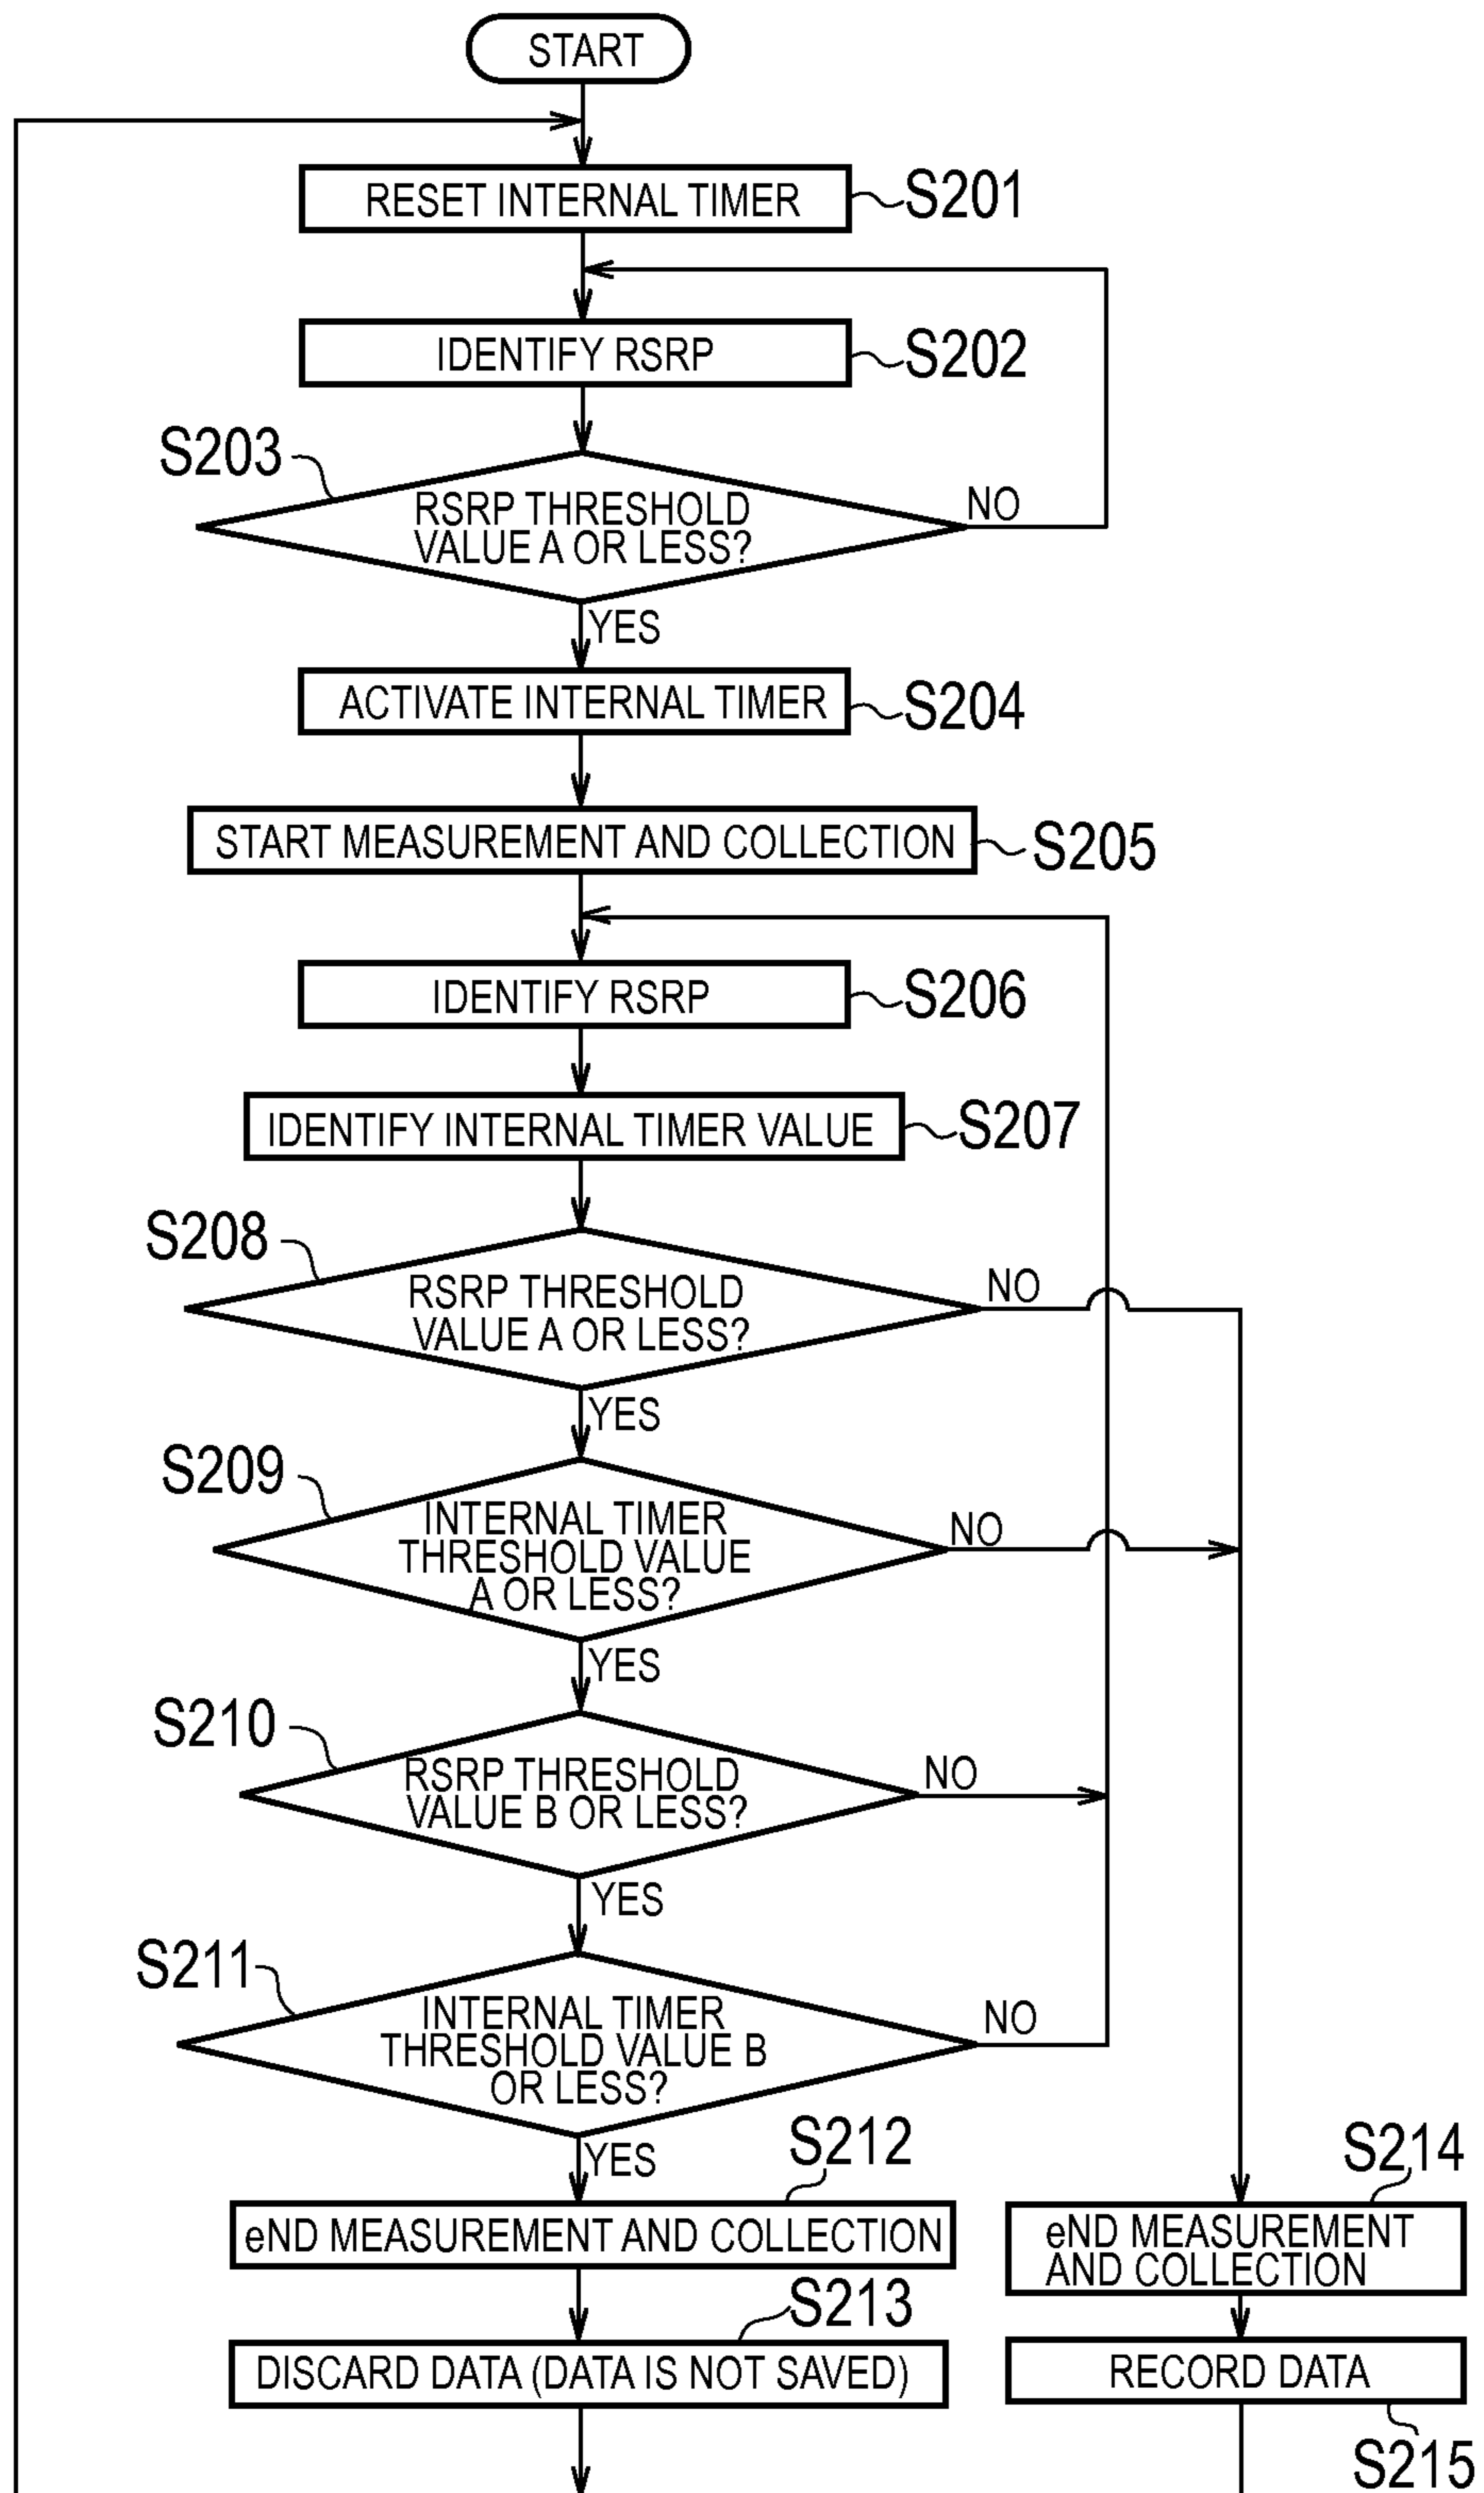 START
RESET INTERNAL TIMER
S201
IDENTIFY RSRP
S202
S203
RSRP THRESHOLD
VALUE A OR LESS?
NO
YES
ACTIVATE INTERNAL TIMER
S204
START MEASUREMENT AND COLLECTION
S205
IDENTIFY RSRP
S206
IDENTIFY INTERNAL TIMER VALUE
S207
S208
RSRP THRESHOLD
VALUE A OR LESS?
NO
YES
S209
INTERNAL TIMER
THRESHOLD VALUE
A OR LESS?
NO
YES
S210
RSRP THRESHOLD
VALUE B OR LESS?
NO
YES
S211
INTERNAL TIMER
THRESHOLD VALUE B
OR LESS?
NO
YES
S212
eND MEASUREMENT AND COLLECTION
S213
DISCARD DATA (DATA IS NOT SAVED)
S214
eND MEASUREMENT
AND COLLECTION
RECORD DATA
S215